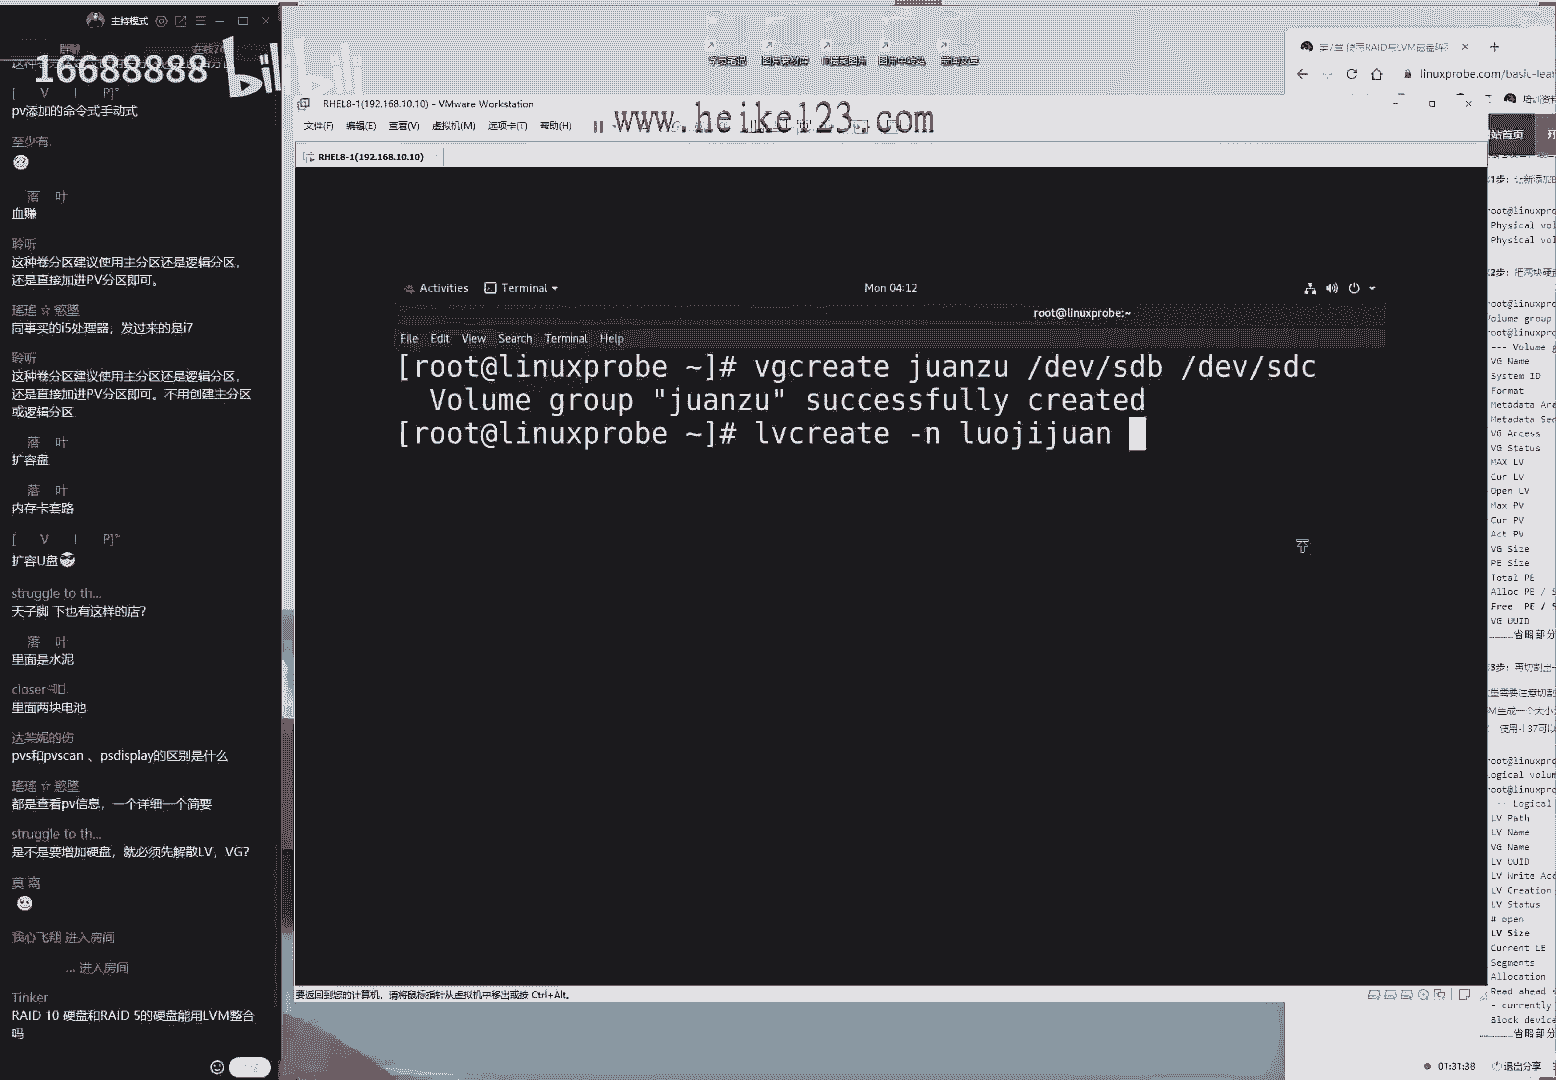 主持模式
16688888
[ V I P]°
pv添加的命令式手动式
至少有.
落 叶
血赚
聆听
这种卷分区建议使用主分区还是逻辑分区，
还是直接加进PV分区即可。
瑶瑶 ☆ 慾墜
同事买的i5处理器，发过来的是i7
聆听
这种卷分区建议使用主分区还是逻辑分区，
还是直接加进PV分区即可。不用创建主分区
或逻辑分区
落 叶
扩容盘
落 叶
内存卡套路
[ V I P]°
扩容U盘
struggle to th...
天子脚 下也有这样的店?
落 叶
里面是水泥
里面两块电池
达芙妮的伤
pvs和pvscan 、psdisplay的区别是什么
瑶瑶 ☆ 慾墜
都是查看pv信息，一个详细一个简要
struggle to th...
是不是要增加硬盘，就必须先解散LV，VG?
莫 离
我心飞翔 进入房间
... 进入房间
Tinker
RAID 10 硬盘和RAID 5的硬盘能用LVM整合
吗
RHEL8-1(192.168.10.10) - VMware Workstation
www.heike123.com
文件(F) 编辑(E) 查看(V) 虚拟机(M) 选项卡(T) 帮助(H)
RHEL8-1(192.168.10.10)
Activities Terminal Mon 04:12
root@linuxprobe:~
File Edit View Search Terminal Help
[root@linuxprobe ~]# vgcreate juanzu /dev/sdb /dev/sdc
Volume group "juanzu" successfully created
[root@linuxprobe ~]# lvcreate -n luojijuan
要返回到您的计算机，请将鼠标指针从虚拟机中移出或按 Ctrl+Alt。
linuxprobe.com/basic-lear
站首页
root@linuxpro
Physical vol
Physical vol
root@linuxpro
Volume group
root@linuxpro
--- Volume g
VG Name
System ID
Format
Metadata Are
Metadata Sec
VG Access
VG Status
MAX LV
Cur LV
Open LV
Max PV
Cur PV
Act PV
VG Size
PE Size
Total PE
Alloc PE / S
Free PE / S
VG UUID
省略部分
root@linuxpro
Logical volum
root@linuxpro
--- Logical
LV Path
LV Name
VG Name
LV UUID
LV Write Acc
LV Creation
LV Status
# open
LV Size
Current LE
Segments
Allocation
Read ahead s
- currently
Block device
省略部分
01:31:38 退出分享